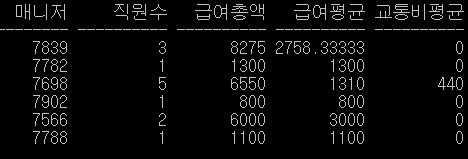 매니저 직원수 급여총액 급여평균 교통비평균
---------- ---------- ---------- ---------- ----------
7839 3 8275 2758.33333 0
7782 1 1300 1300 0
7698 5 6550 1310 440
7902 1 800 800 0
7566 2 6000 3000 0
7788 1 1100 1100 0